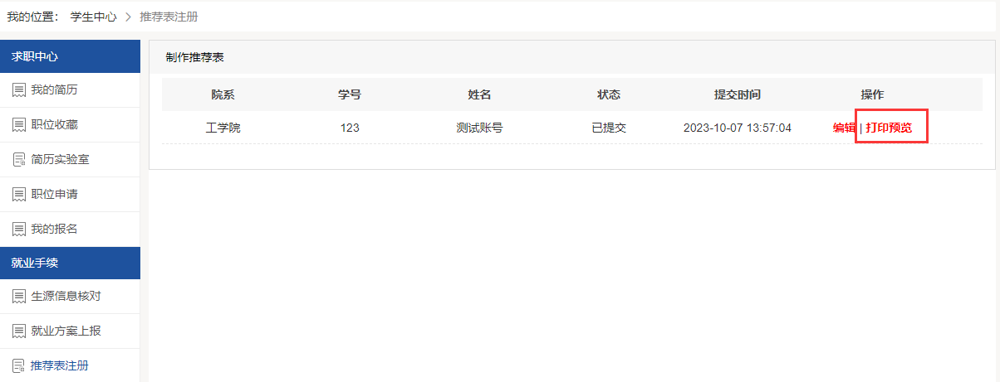 我的位置： 学生中心 > 推荐表注册
求职中心
我的简历
职位收藏
简历实验室
职位申请
我的报名
就业手续
生源信息核对
就业方案上报
推荐表注册
制作推荐表
院系 学号 姓名 状态 提交时间 操作
工学院 123 测试账号 已提交 2023-10-07 13:57:04 编辑 | 打印预览